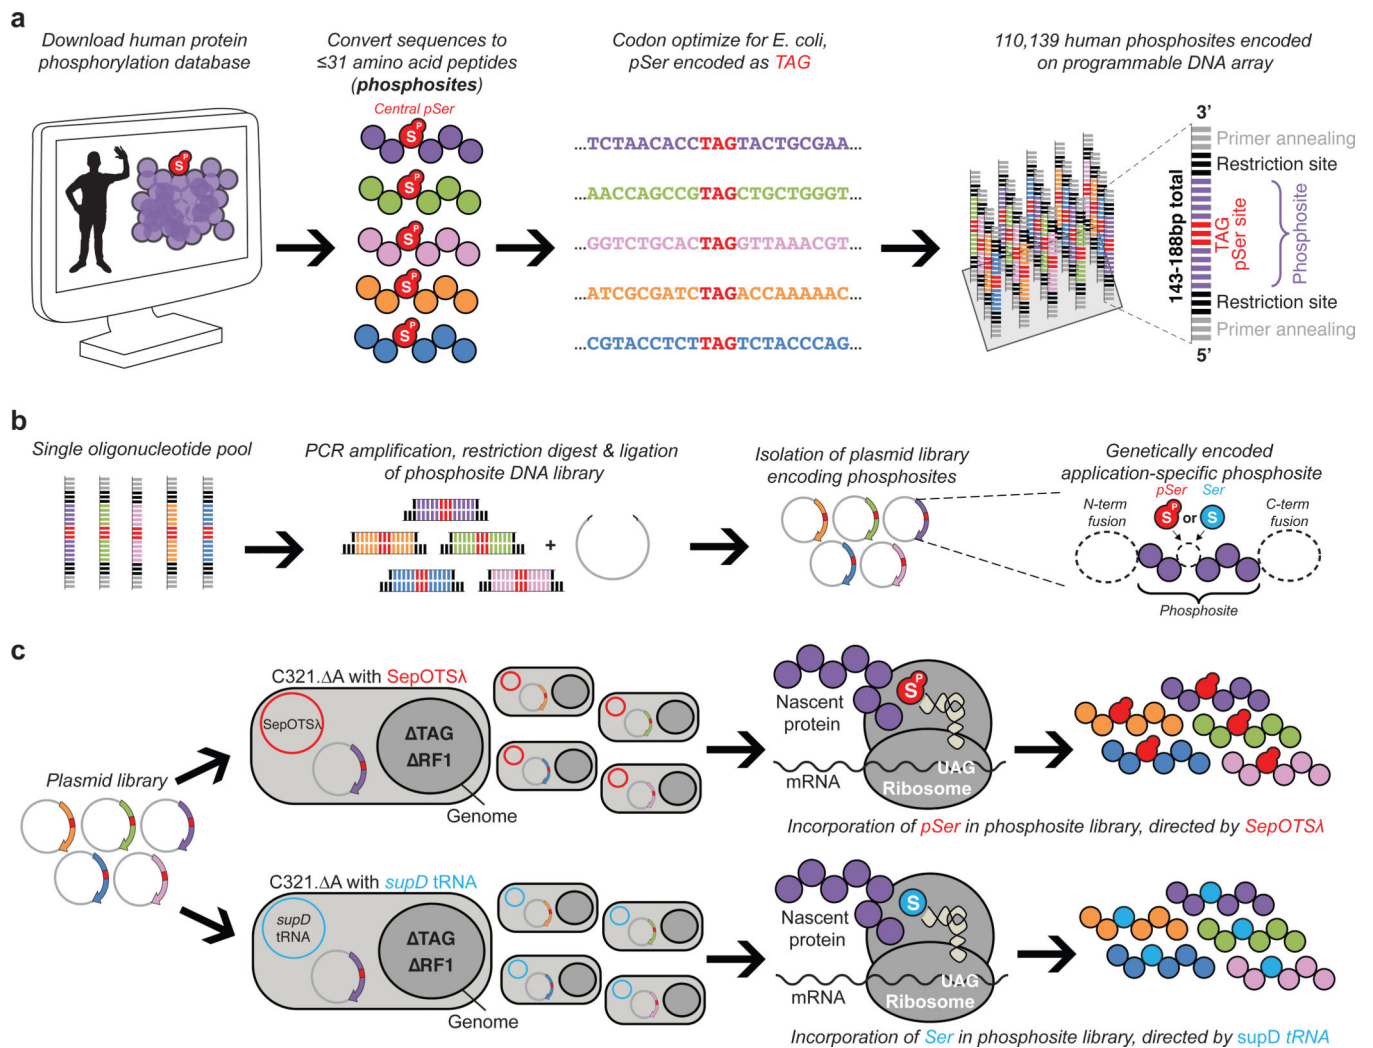 a
Download human protein
phosphorylation database
Convert sequences to
≤31 amino acid peptides
(phosphosites)
Central pSer
Codon optimize for E. coli,
pSer encoded as TAG
110,139 human phosphosites encoded
on programmable DNA array
S P
S P
S P
S P
S P
S P
...TCTAACACCTAGTACTGCGAA...
...AACCAGCCGTAGCTGCTGGGT...
...GGTCTGCACTAGGTTAAACGT...
...ATCGCGATCTAGACCAAAAAC...
...CGTACCTCTTAGTCTACCCAG...
3'
Primer annealing
Restriction site
143-188bp total
TAG
pSer site
Phosphosite
Restriction site
Primer annealing
5'
b
Single oligonucleotide pool
PCR amplification, restriction digest & ligation
of phosphosite DNA library
+
Isolation of plasmid library
encoding phosphosites
Genetically encoded
application-specific phosphosite
pSer
Ser
N-term
fusion
S P or S
C-term
fusion
Phosphosite
c
Plasmid library
C321.ΔA with SepOTSλ
SepOTSλ
ΔTAG
ΔRF1
Genome
Nascent
protein
S P
mRNA
UAG
Ribosome
Incorporation of pSer in phosphosite library, directed by SepOTSλ
C321.ΔA with supD tRNA
supD
tRNA
ΔTAG
ΔRF1
Genome
Nascent
protein
S
mRNA
UAG
Ribosome
Incorporation of Ser in phosphosite library, directed by supD tRNA